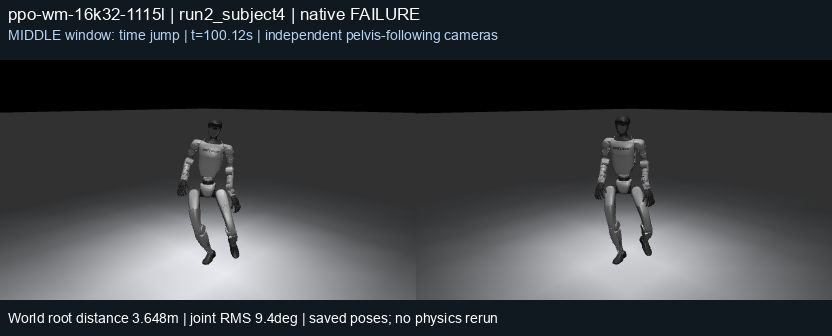 ppo-wm-16k32-1115l | run2_subject4 | native FAILURE
MIDDLE window: time jump | t=100.12s | independent pelvis-following cameras
World root distance 3.648m | joint RMS 9.4deg | saved poses; no physics rerun